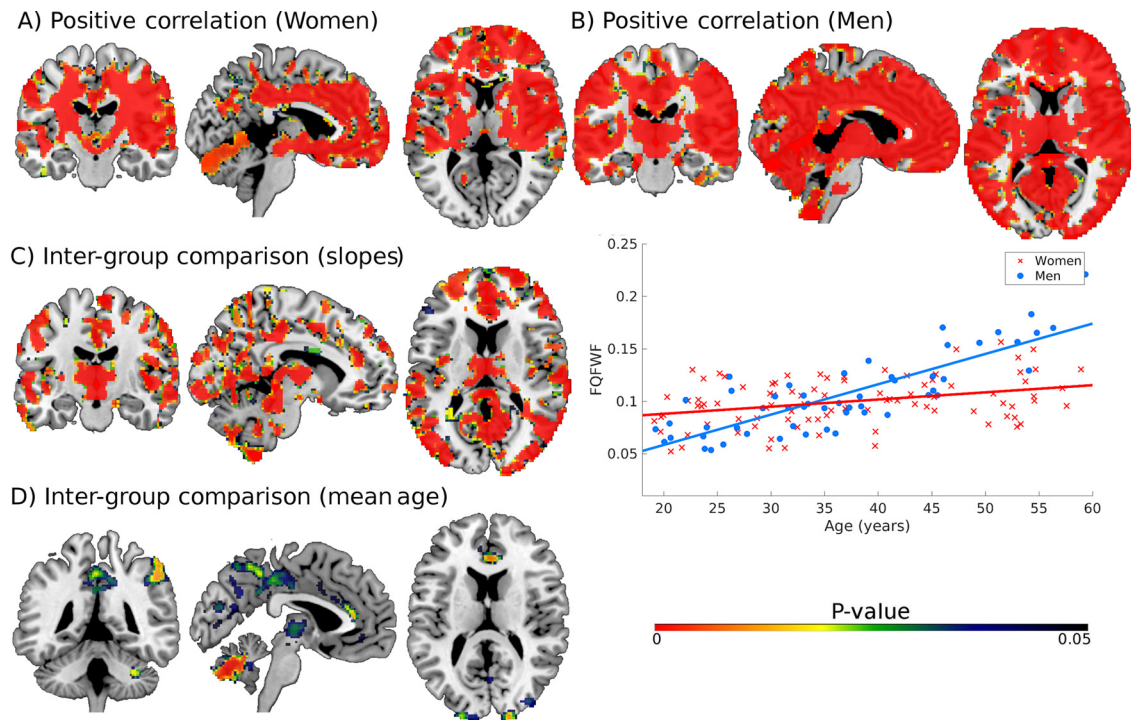 A) Positive correlation (Women)
B) Positive correlation (Men)
C) Inter-group comparison (slopes)
0.25
0.2
0.15
0.1
0.05
FQFWF
Women
Men
20 25 30 35 40 45 50 55 60
Age (years)
D) Inter-group comparison (mean age)
P-value
0 0.05